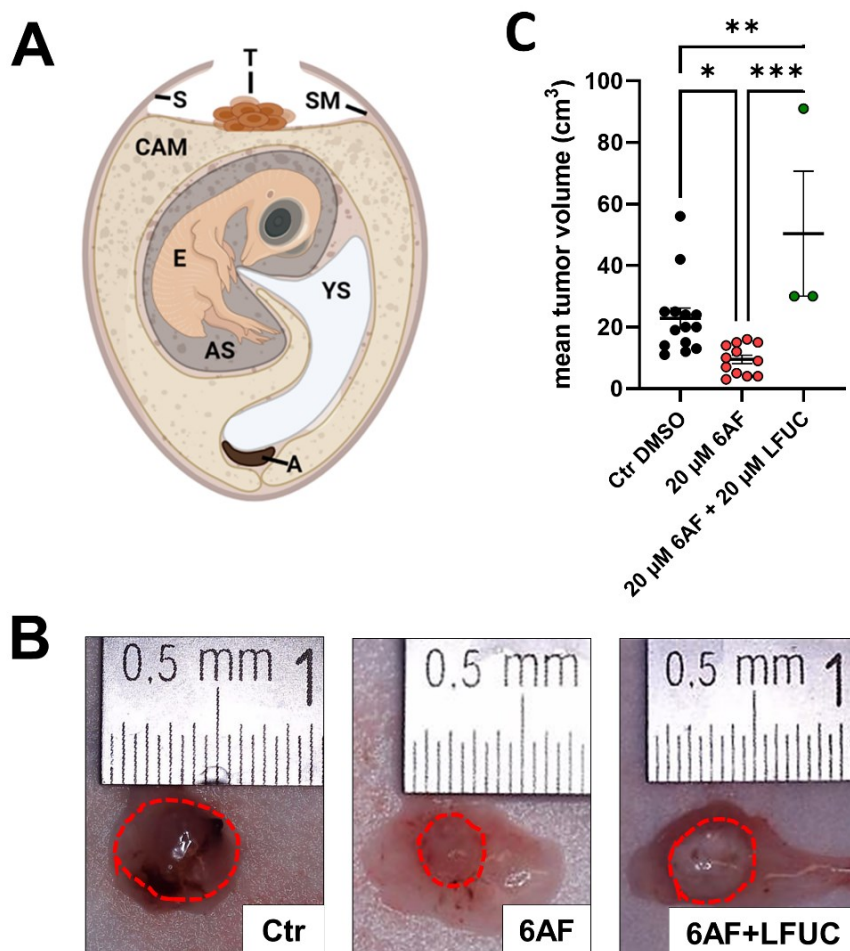 A
T
S
SM
CAM
E
YS
AS
A
C
** 
* ***
mean tumor volume (cm³)
100
80
60
40
20
0
Ctr DMSO
20 µM 6AF
20 µM 6AF + 20 µM LFUC
B
0,5 mm 1
Ctr
0,5 mm
6AF
0,5 mm 1
6AF+LFUC